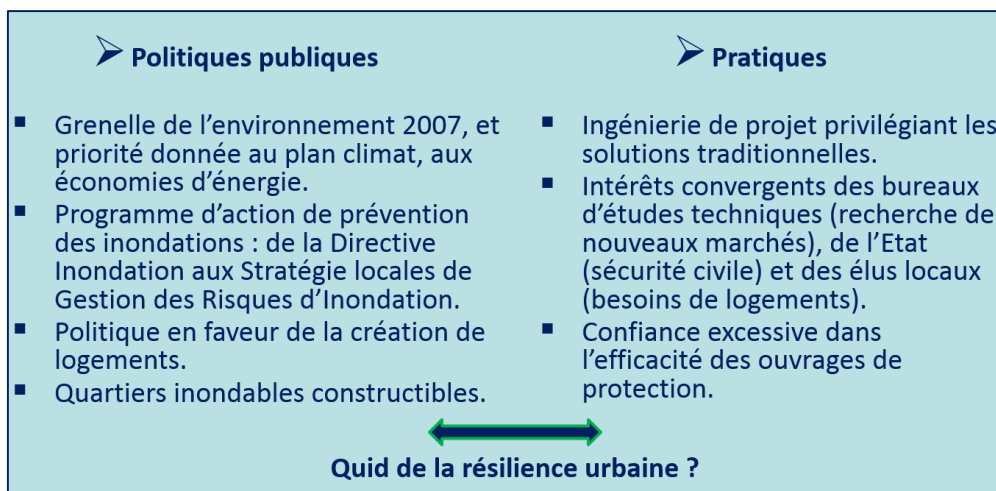 Politiques publiques
Grenelle de l’environnement 2007, et
priorité donnée au plan climat, aux
économies d’énergie.
Programme d’action de prévention
des inondations : de la Directive
Inondation aux Stratégie locales de
Gestion des Risques d’Inondation.
Politique en faveur de la création de
logements.
Quartiers inondables constructibles.
Pratiques
Ingénierie de projet privilégiant les
solutions traditionnelles.
Intérêts convergents des bureaux
d’études techniques (recherche de
nouveaux marchés), de l’Etat
(sécurité civile) et des élus locaux
(besoins de logements).
Confiance excessive dans
l’efficacité des ouvrages de
protection.
Quid de la résilience urbaine ?